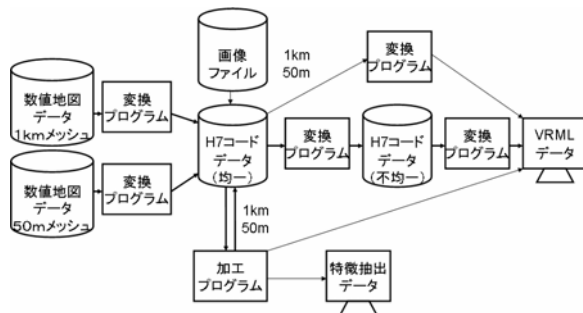 画像
ファイル
1km
50m
変換
プログラム
数値地図
データ
1kmメッシュ
変換
プログラム
H7コード
データ
(均一)
変換
プログラム
H7コード
データ
(不均一)
変換
プログラム
VRML
データ
数値地図
データ
50mメッシュ
変換
プログラム
1km
50m
加工
プログラム
特徴抽出
データ